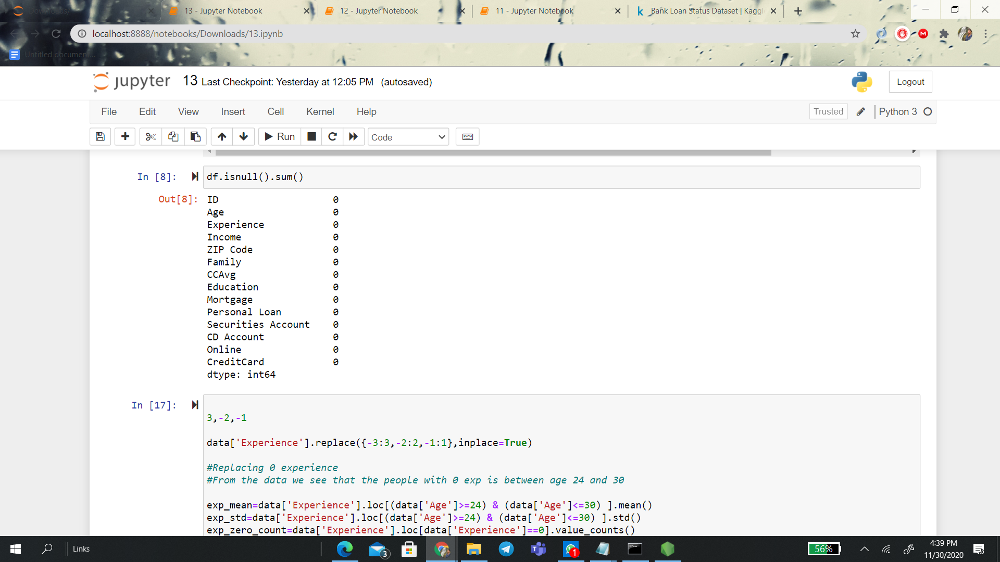 Downloads/
13 - Jupyter Notebook
12 - Jupyter Notebook
11 - Jupyter Notebook
Bank Loan Status Dataset | Kaggl
localhost:8888/notebooks/Downloads/13.ipynb
Untitled documen...
jupyter 13 Last Checkpoint: Yesterday at 12:05 PM (autosaved)
Logout
File Edit View Insert Cell Kernel Help
Trusted
Python 3
Run
Code
In [8]: df.isnull().sum()
Out[8]: ID 0
Age 0
Experience 0
Income 0
ZIP Code 0
Family 0
CCAvg 0
Education 0
Mortgage 0
Personal Loan 0
Securities Account 0
CD Account 0
Online 0
CreditCard 0
dtype: int64
In [17]:
3,-2,-1
data['Experience'].replace({-3:3,-2:2,-1:1},inplace=True)
#Replacing 0 experience
#From the data we see that the people with 0 exp is between age 24 and 30
exp_mean=data['Experience'].loc[(data['Age']>=24) & (data['Age']<=30) ].mean()
exp_std=data['Experience'].loc[(data['Age']>=24) & (data['Age']<=30) ].std()
exp_zero_count=data['Experience'].loc[data['Experience']==0].value_counts()
Links
3
1
56%
4:39 PM
11/30/2020